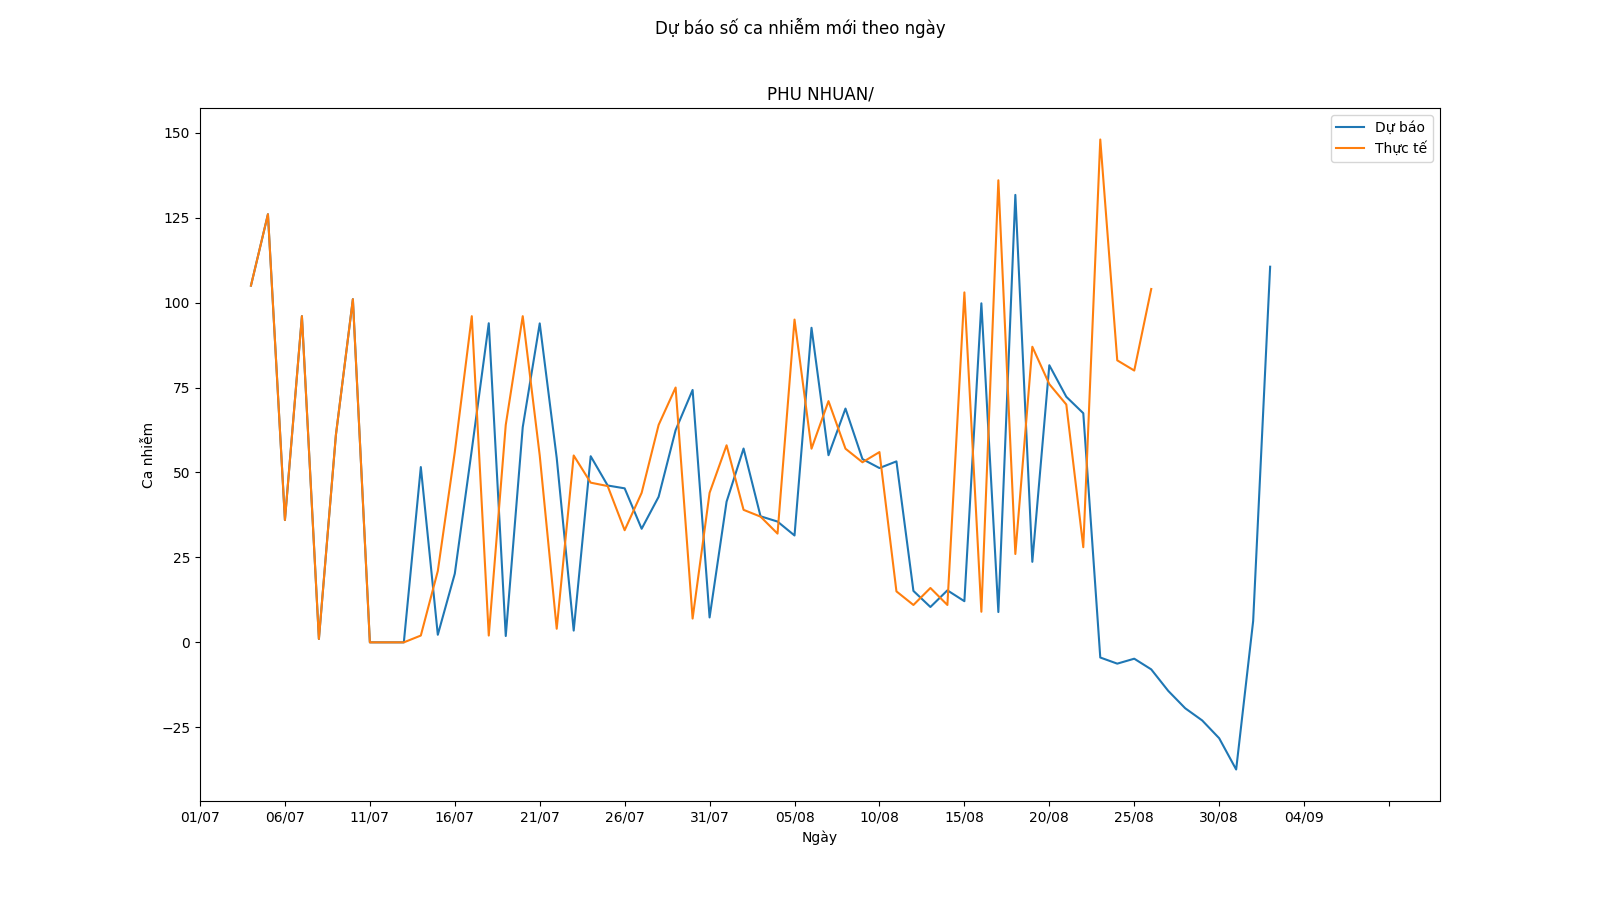 Dự báo số ca nhiễm mới theo ngày
PHU NHUAN/
Dự báo
Thực tế
150
125
100
75
50
25
0
−25
Ca nhiễm
01/07 06/07 11/07 16/07 21/07 26/07 31/07 05/08 10/08 15/08 20/08 25/08 30/08 04/09
Ngày